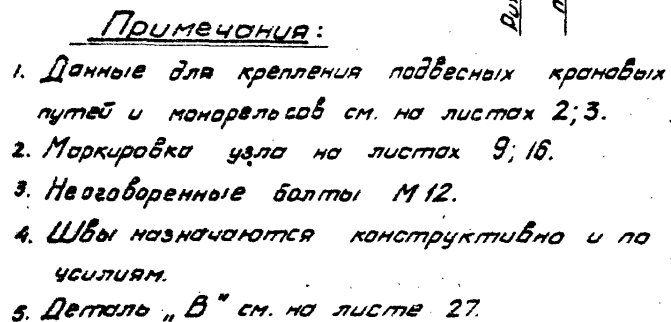 Примечания:
1. Данные для крепления подвесных крановых
путей и монорельсов см. на листах 2; 3.
2. Маркировка узла на листах 9; 16.
3. Неоговоренные болты М 12.
4. Швы назначаются конструктивно и по
усилиям.
5. Деталь „В" см. на листе 27.